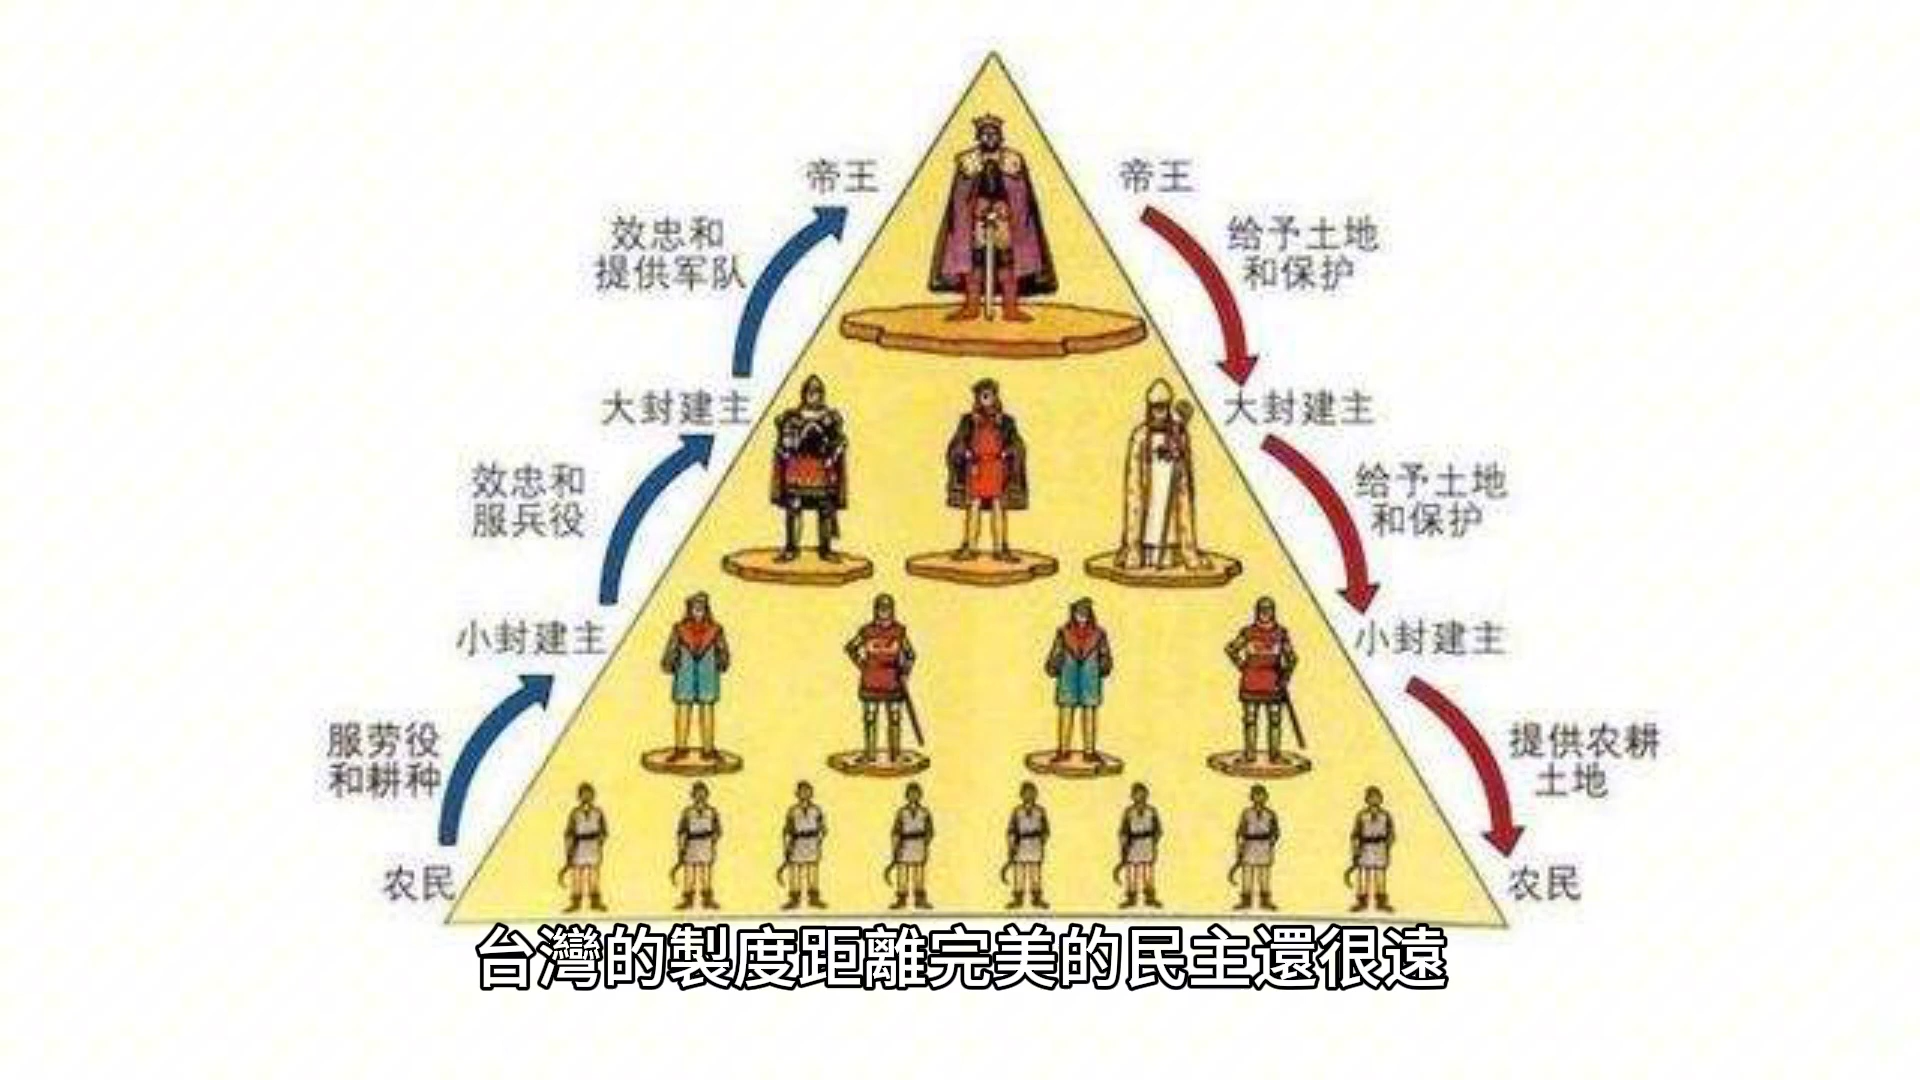 帝王
帝王
效忠和
提供军队
给予土地
和保护
大封建主
大封建主
效忠和
服兵役
给予土地
和保护
小封建主
小封建主
服劳役
和耕种
提供农耕
土地
农民
农民
台灣的製度距離完美的民主還很遠